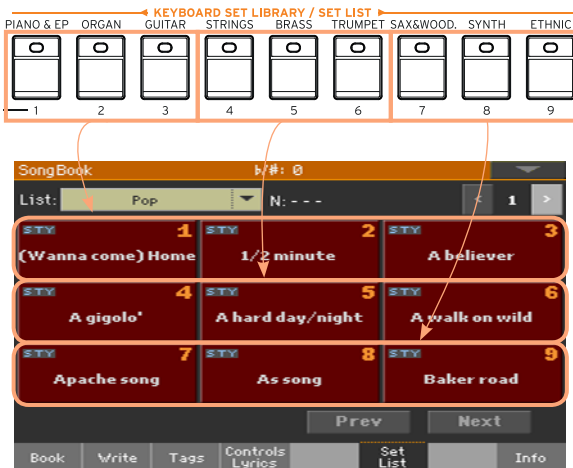 KEYBOARD SET LIBRARY / SET LIST
PIANO & EP ORGAN GUITAR STRINGS BRASS TRUMPET SAX&WOOD. SYNTH ETHNIC
1 2 3 4 5 6 7 8 9
SongBook ♭/#: 0
List: Pop N:--- < 1 >
STY 1 STY 2 STY 3
(Wanna come) Home 1/2 minute A believer
STY 4 STY 5 STY 6
A gigolo' A hard day/night A walk on wild
STY 7 STY 8 STY 9
Apache song As song Baker road
Prev Next
Book Write Tags Controls Lyrics Set List Info